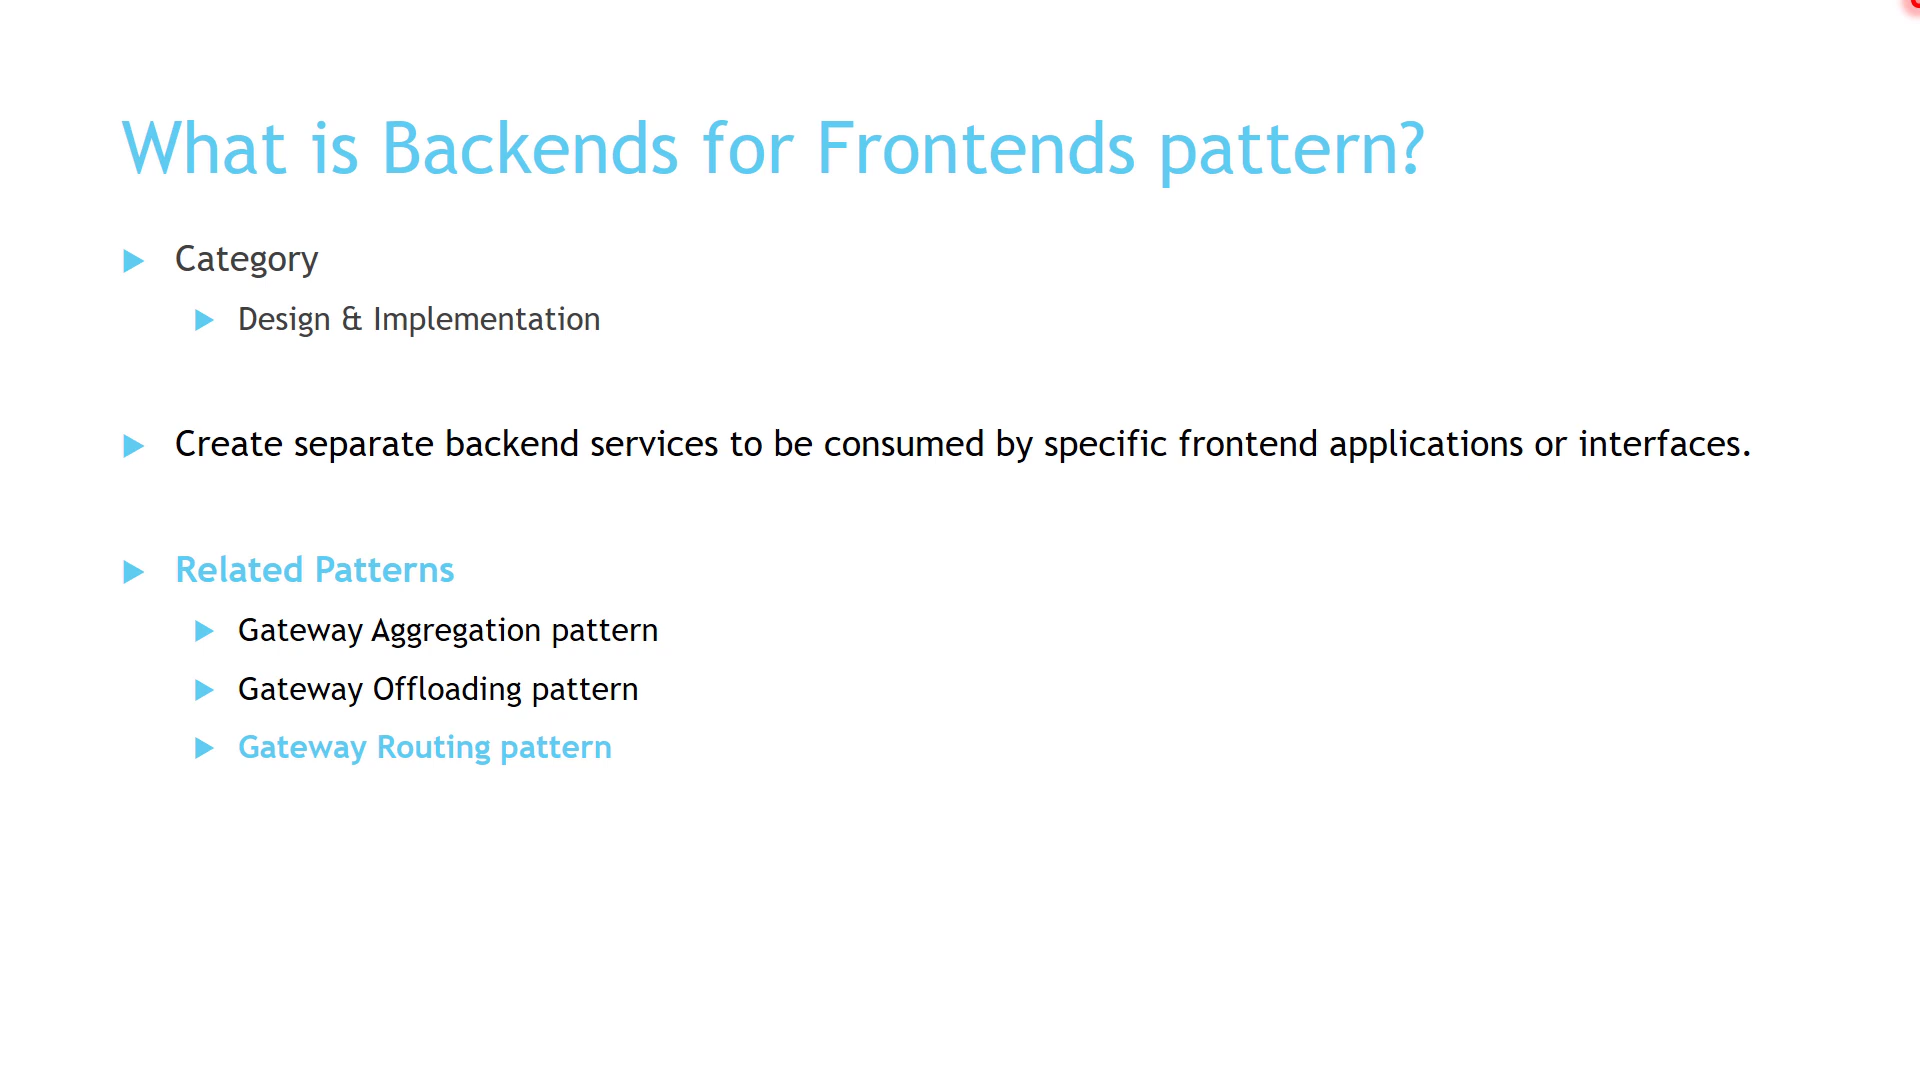 What is Backends for Frontends pattern?
Category
Design & Implementation
Create separate backend services to be consumed by specific frontend applications or interfaces.
Related Patterns
Gateway Aggregation pattern
Gateway Offloading pattern
Gateway Routing pattern